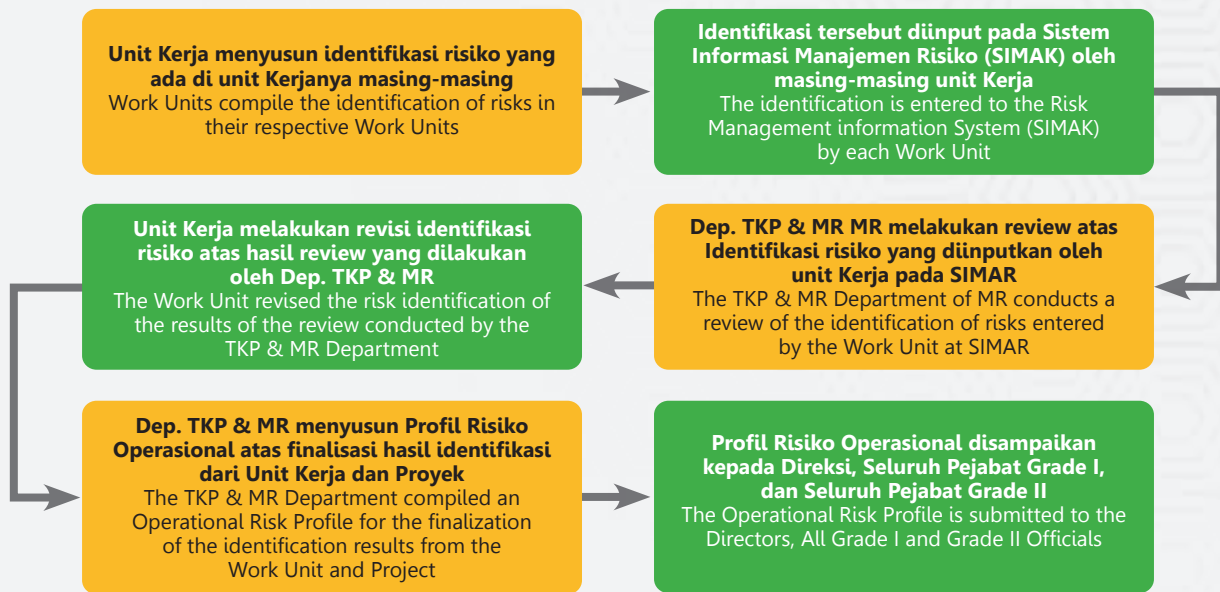 Unit Kerja menyusun identifikasi risiko yang
ada di unit Kerjanya masing-masing
Work Units compile the identification of risks in
their respective Work Units
Identifikasi tersebut diinput pada Sistem
Informasi Manajemen Risiko (SIMAK) oleh
masing-masing unit Kerja
The identification is entered to the Risk
Management information System (SIMAK)
by each Work Unit
Dep. TKP & MR MR melakukan review atas
Identifikasi risiko yang diinputkan oleh
unit Kerja pada SIMAR
The TKP & MR Department of MR conducts a
review of the identification of risks entered
by the Work Unit at SIMAR
Unit Kerja melakukan revisi identifikasi
risiko atas hasil review yang dilakukan
oleh Dep. TKP & MR
The Work Unit revised the risk identification of
the results of the review conducted by the
TKP & MR Department
Dep. TKP & MR menyusun Profil Risiko
Operasional atas finalisasi hasil identifikasi
dari Unit Kerja dan Proyek
The TKP & MR Department compiled an
Operational Risk Profile for the finalization
of the identification results from the
Work Unit and Project
Profil Risiko Operasional disampaikan
kepada Direksi, Seluruh Pejabat Grade I,
dan Seluruh Pejabat Grade II
The Operational Risk Profile is submitted to the
Directors, All Grade I and Grade II Officials